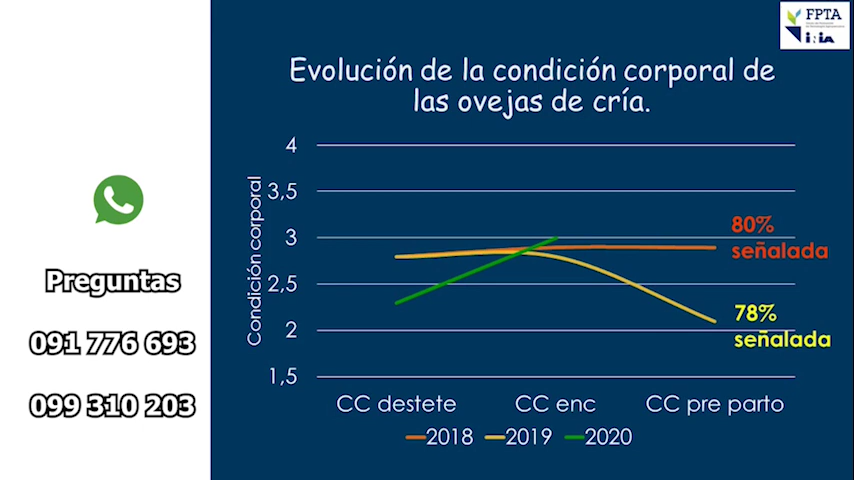 FPTA
INIA
Evolución de la condición corporal de
las ovejas de cría.
Condición corporal
4
3,5
3
2,5
2
1,5
80%
señalada
78%
señalada
CC destete
CC enc
CC pre parto
2018
2019
2020
Preguntas
091 776 693
099 310 203